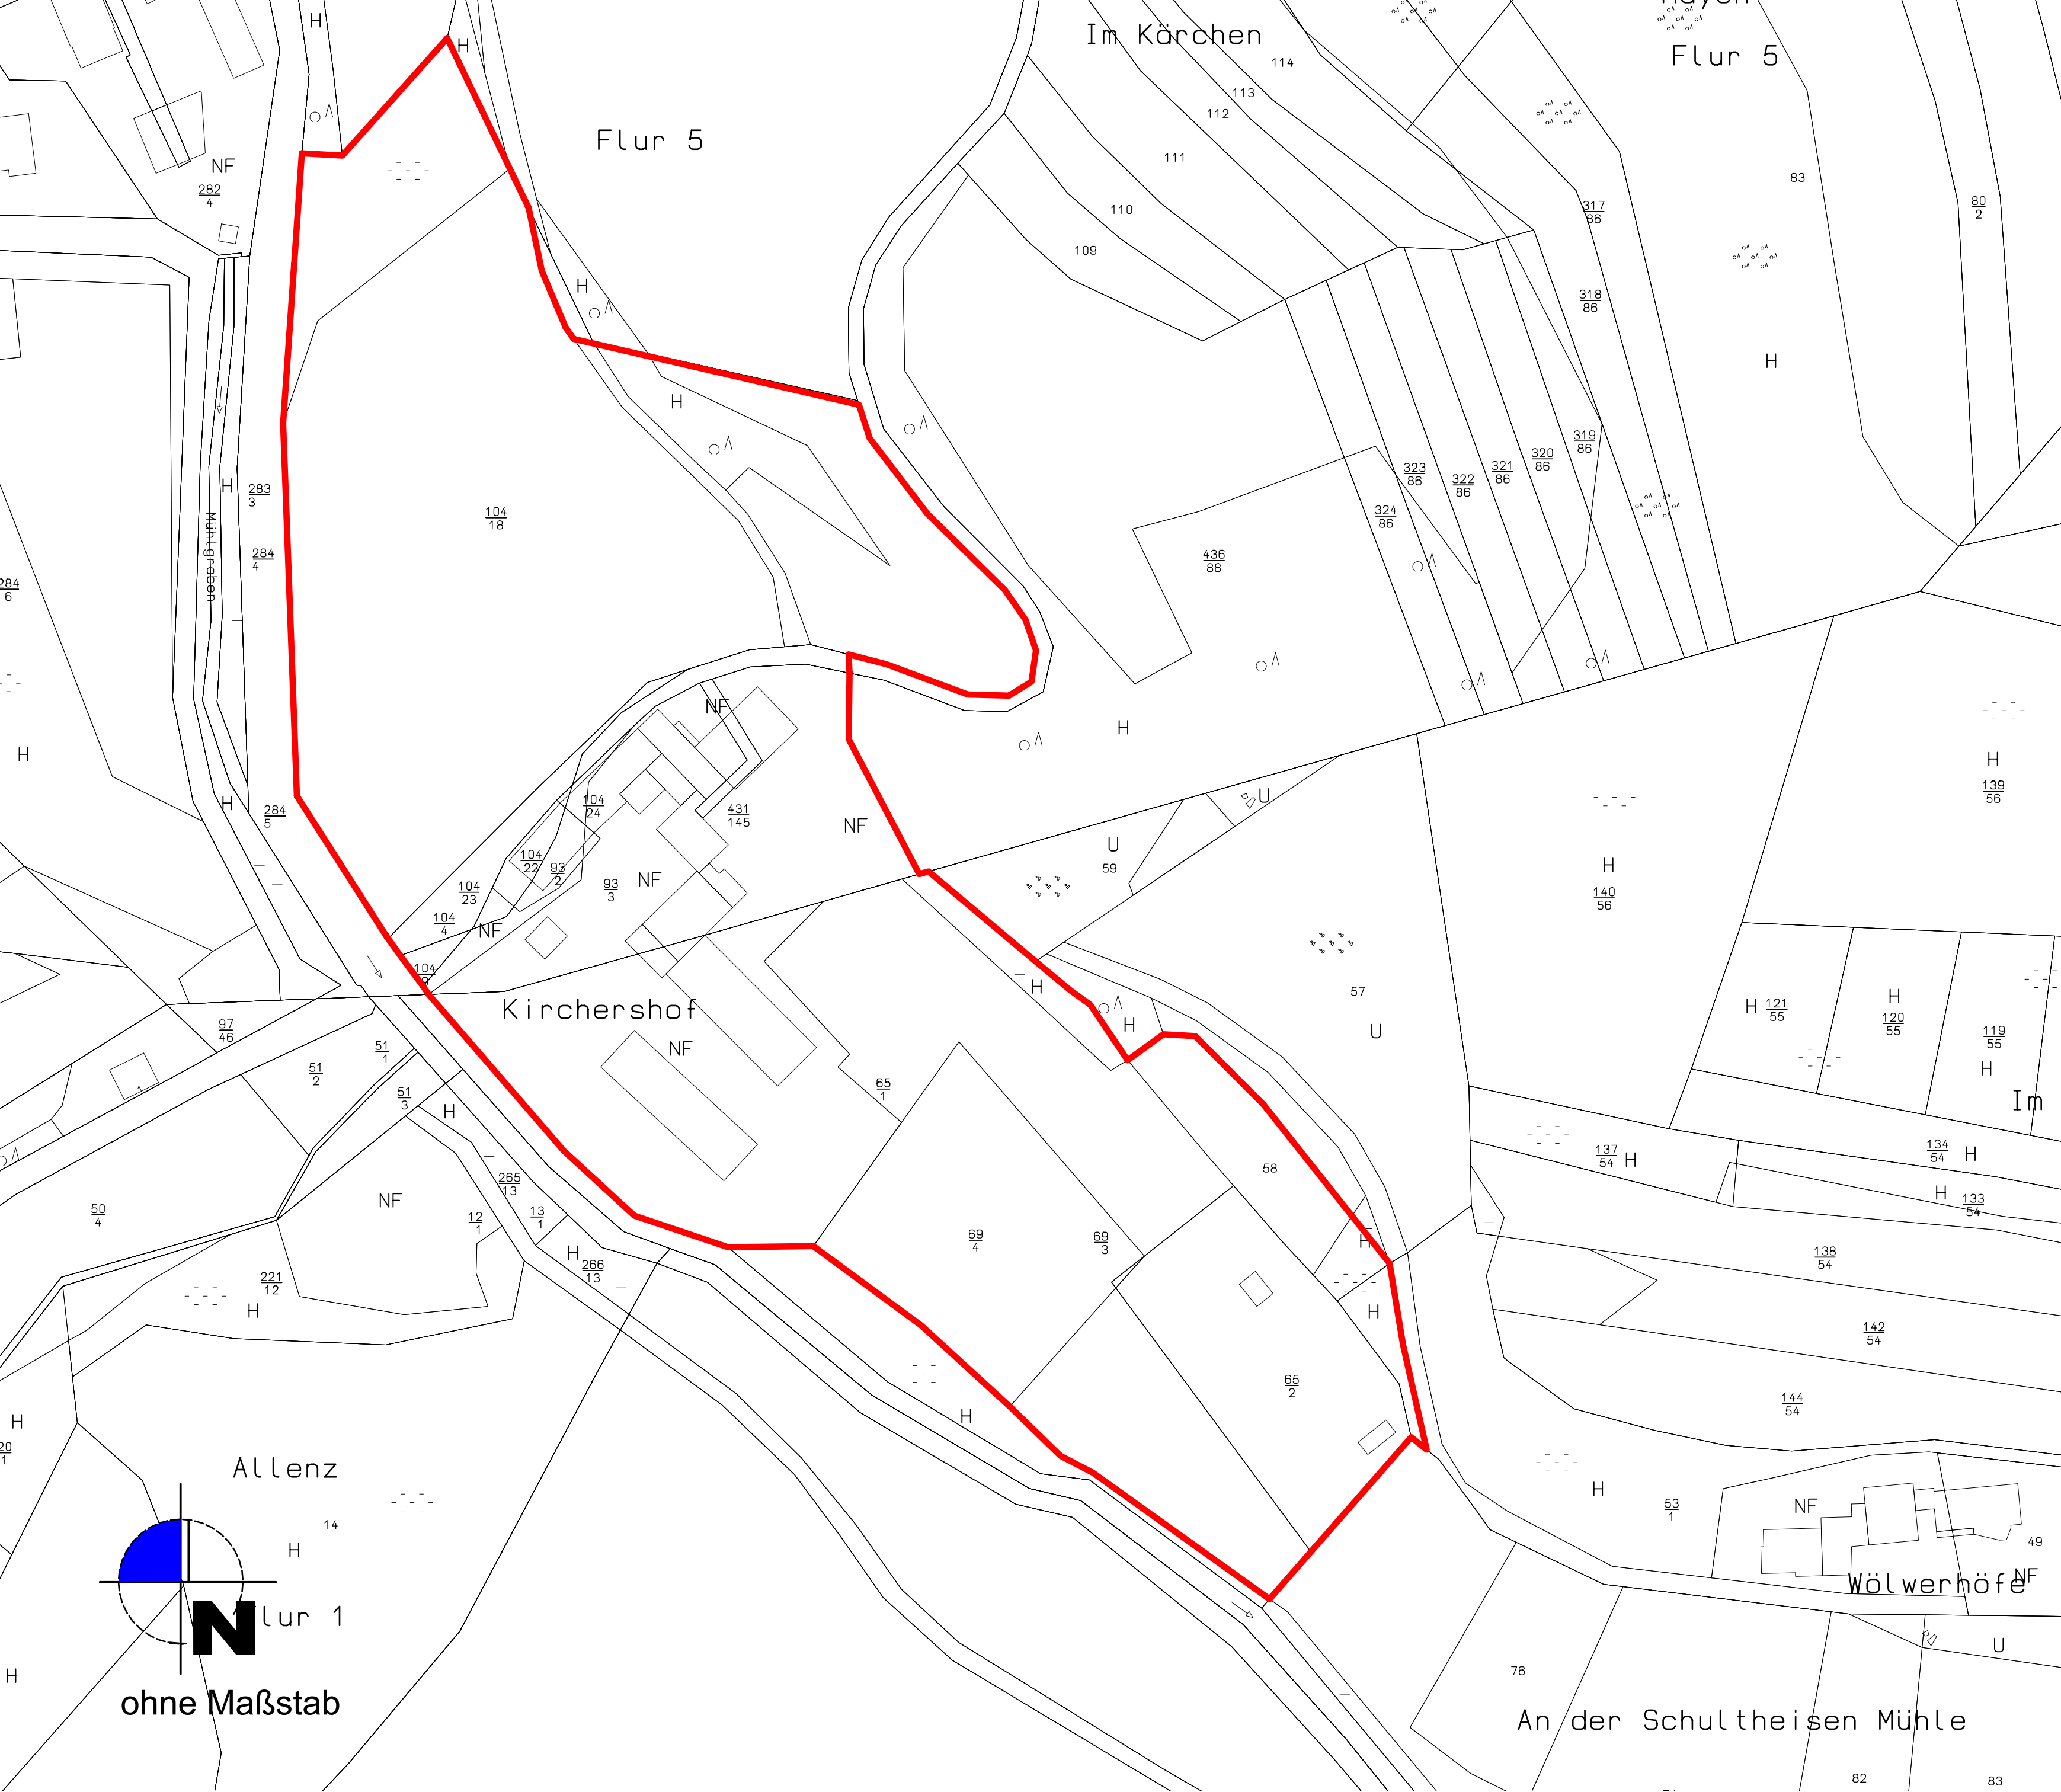 H
Im Kärchen
Flur 5
H
114
113
112
Flur 5
NF
282
4
111
83
110
317
86
80
2
109
H
318
86
H
H
319
86
320
86
321
86
323
86
322
86
324
86
H
283
3
104
18
284
4
436
88
284
6
Mühlgraben
H
NF
H
H
139
56
H
284
5
104
24
431
145
NF
U
U
59
104
22
93
2
93
3
NF
H
140
56
104
23
104
4
NF
104
H
57
U
H
121
55
H
120
55
119
55
H
Kirchershof
NF
H
97
46
51
1
51
2
51
3
H
65
1
Im
58
137
54
H
134
54
H
H
133
54
265
13
NF
50
4
12
1
13
1
69
4
69
3
H
138
54
H
266
13
221
12
H
H
142
54
65
2
144
54
H
H
20
1
Allenz
14
H
H
53
1
NF
49
Wölwerhöfe
NF
lur 1
N
U
H
76
ohne Maßstab
An der Schultheisen Mühle
82
83